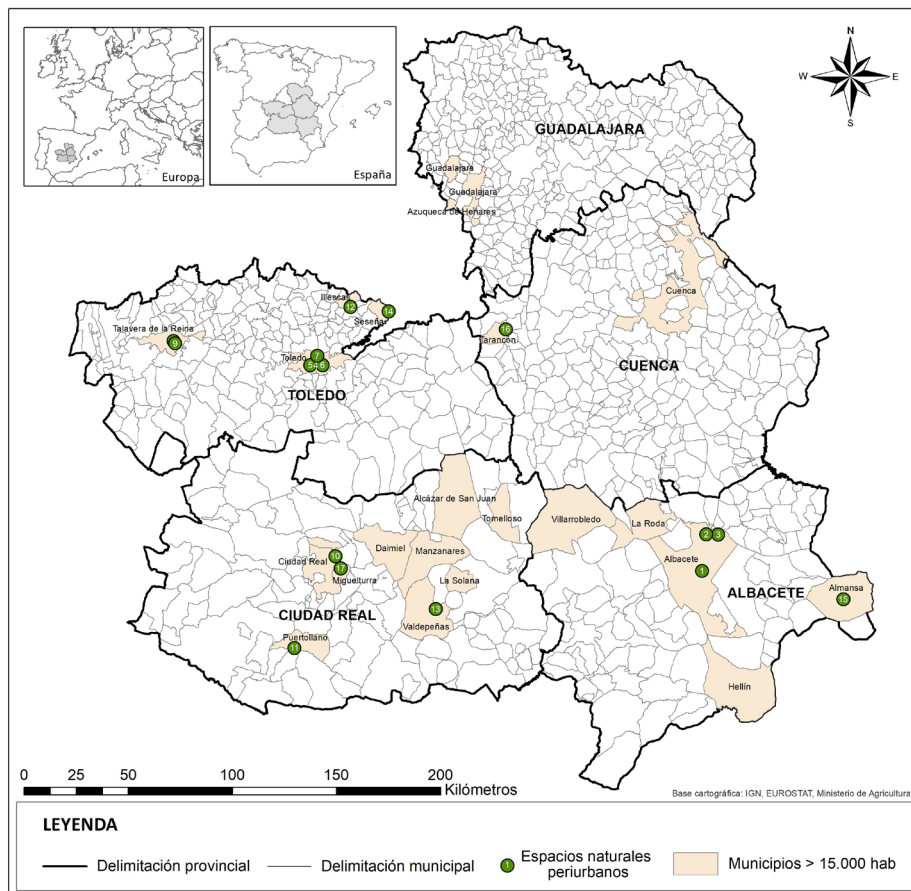 Europa
España
N
W
E
S
GUADALAJARA
Guadalajara
Guadalajara
Azuqueca de Henares
Cuenca
Illescas
12
14
Seseña
Talavera de la Reina
9
16
Tarancón
CUENCA
Toledo
7
5
4
6
TOLEDO
Alcázar de San Juan
Tomelloso
Villarrobledo
La Roda
2
3
Daimiel
Manzanares
Ciudad Real
10
17
Miguelturra
La Solana
Albacete
1
ALBACETE
Almansa
15
CIUDAD REAL
13
Valdepeñas
Puertollano
11
Hellín
0 25 50 100 150 200
Kilómetros
Base cartográfica: IGN, EUROSTAT, Ministerio de Agricultura
LEYENDA
Delimitación provincial
Delimitación municipal
1
Espacios naturales
periurbanos
Municipios > 15.000 hab